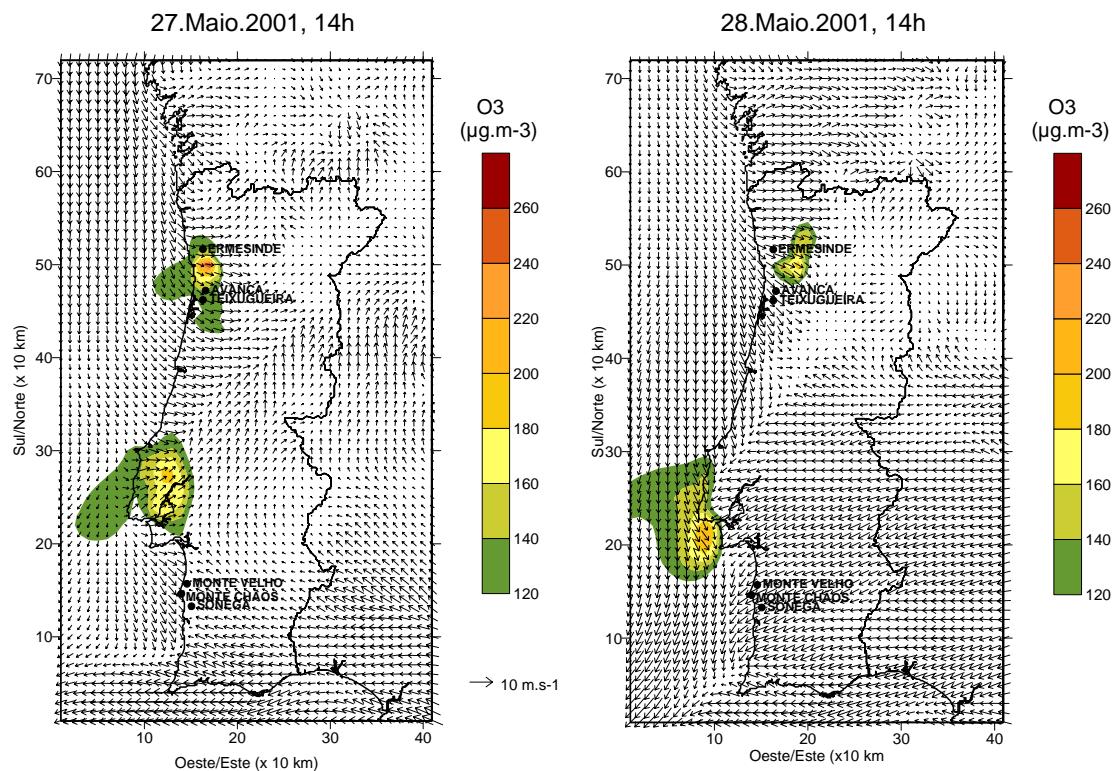 27.Maio.2001, 14h
70
60
50
40
30
20
10
Sul/Norte (x 10 km)
10
20
30
40
Oeste/Este (x 10 km)
ERMESINDE
AVANCA
TEIXUGUEIRA
MONTE VELHO
MONTE CHAOS
SONEGA
O3
(µg.m-3)
260
240
220
200
180
160
140
120
10 m.s-1
28.Maio.2001, 14h
70
60
50
40
30
20
10
Sul/Norte (x 10 km)
10
20
30
40
Oeste/Este (x10 km)
ERMESINDE
AVANCA
TEIXUGUEIRA
MONTE VELHO
MONTE CHAOS
SONEGA
O3
(µg.m-3)
260
240
220
200
180
160
140
120